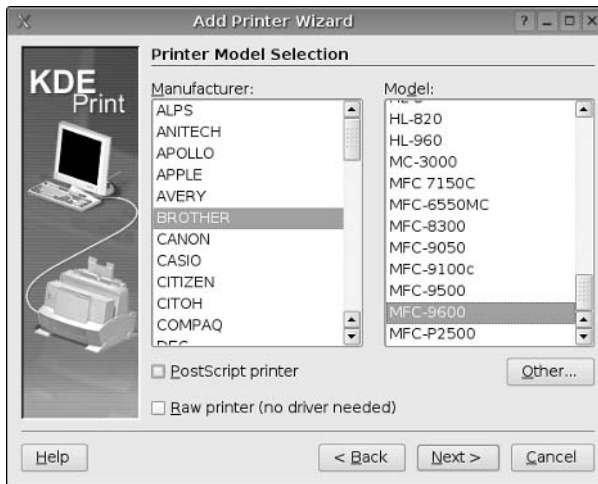 Add Printer Wizard
KDE
Print
Printer Model Selection
Manufacturer:
ALPS
ANITECH
APOLLO
APPLE
AVERY
BROTHER
CANON
CASIO
CITIZEN
CITOH
COMPAQ
Model:
HL-820
HL-960
MC-3000
MFC 7150C
MFC-6550MC
MFC-8300
MFC-9050
MFC-9100c
MFC-9500
MFC-9600
MFC-P2500
PostScript printer
Other...
Raw printer (no driver needed)
Help
< Back
Next >
Cancel